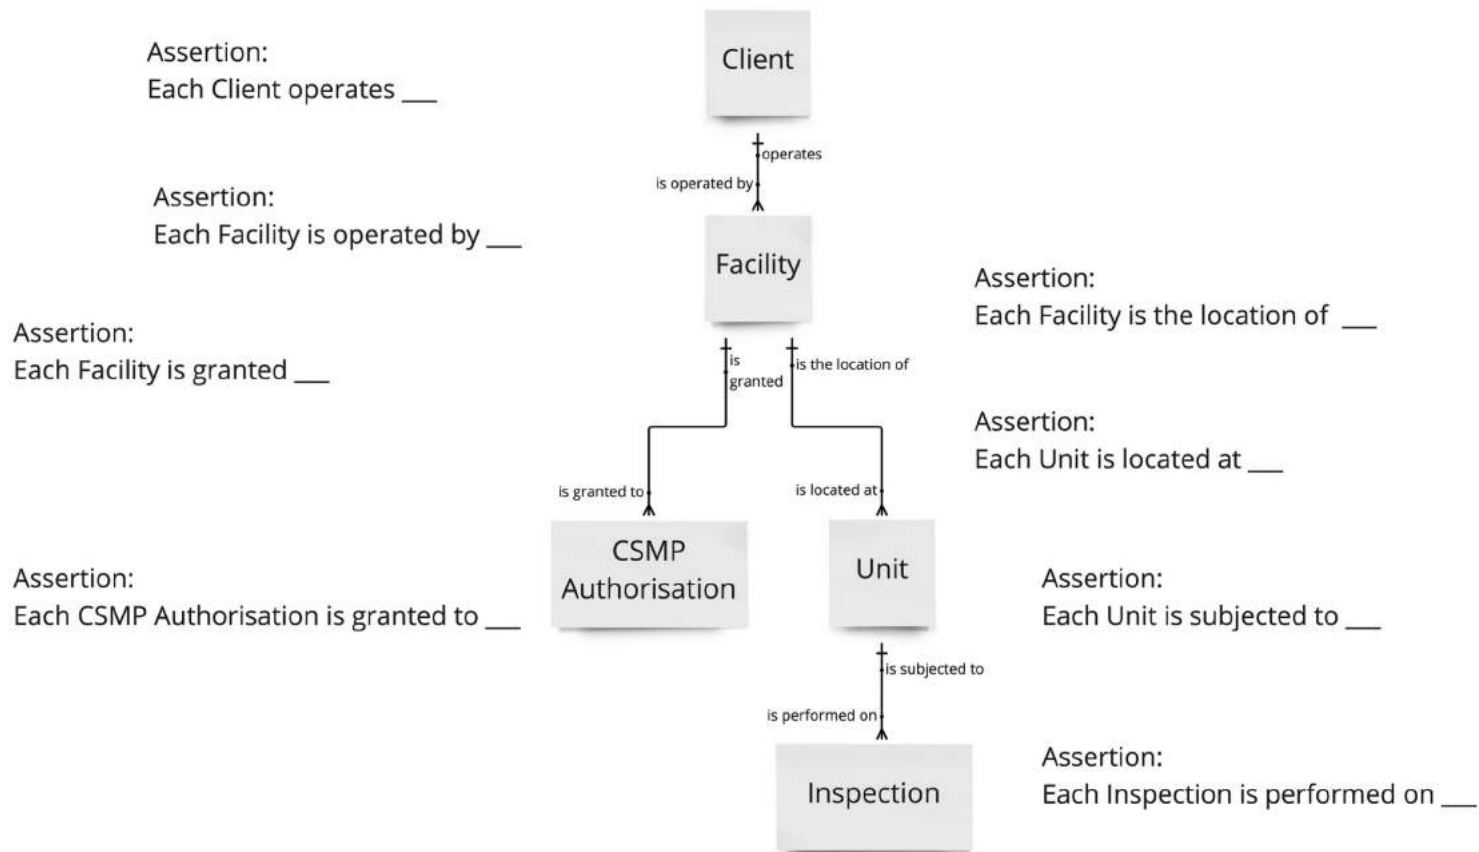 Client
Assertion:
Each Client operates ___
operates
is operated by
Assertion:
Each Facility is operated by ___
Facility
Assertion:
Each Facility is the location of ___
Assertion:
Each Facility is granted ___
is
granted
is the location of
Assertion:
Each Unit is located at ___
is granted to
is located at
CSMP
Authorisation
Unit
Assertion:
Each CSMP Authorisation is granted to ___
Assertion:
Each Unit is subjected to ___
is subjected to
is performed on
Inspection
Assertion:
Each Inspection is performed on ___